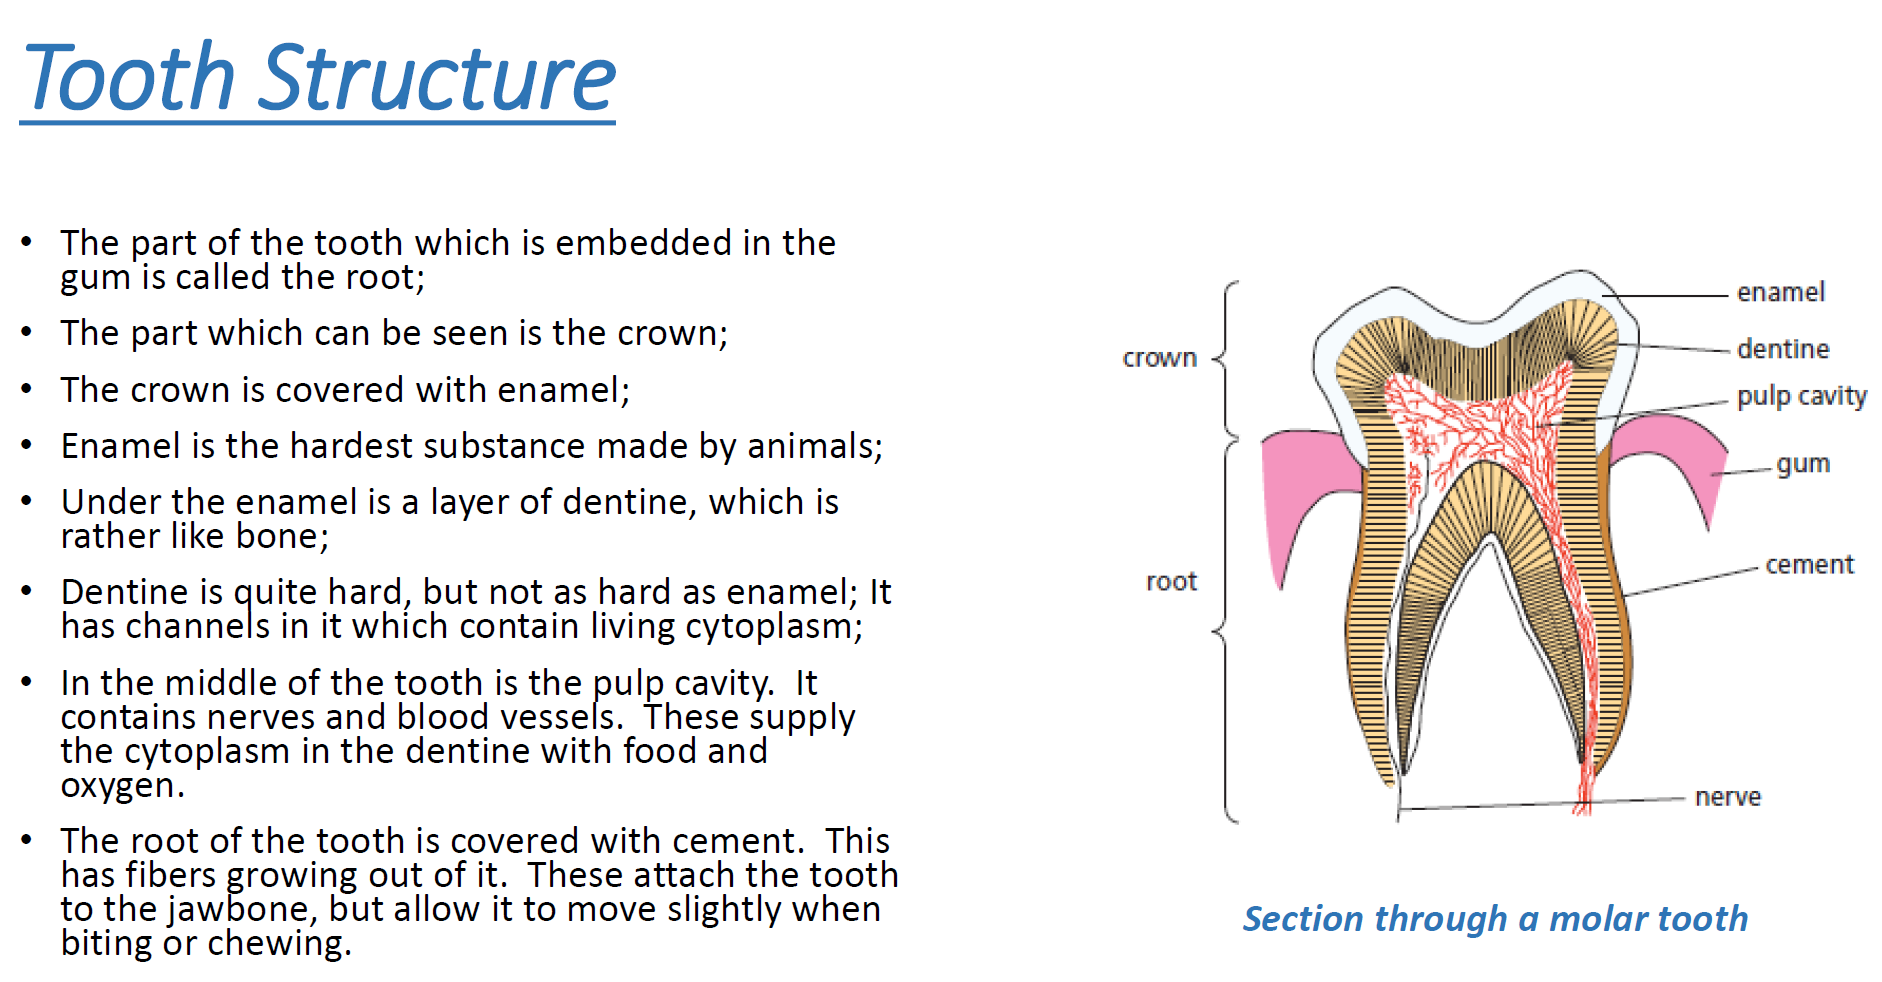 Tooth Structure
• The part of the tooth which is embedded in the
gum is called the root;
• The part which can be seen is the crown;
• The crown is covered with enamel;
• Enamel is the hardest substance made by animals;
• Under the enamel is a layer of dentine, which is
rather like bone;
• Dentine is quite hard, but not as hard as enamel; It
has channels in it which contain living cytoplasm;
• In the middle of the tooth is the pulp cavity.  It
contains nerves and blood vessels.  These supply
the cytoplasm in the dentine with food and
oxygen.
• The root of the tooth is covered with cement.  This
has fibers growing out of it.  These attach the tooth
to the jawbone, but allow it to move slightly when
biting or chewing.
crown
root
enamel
dentine
pulp cavity
gum
cement
nerve
Section through a molar tooth